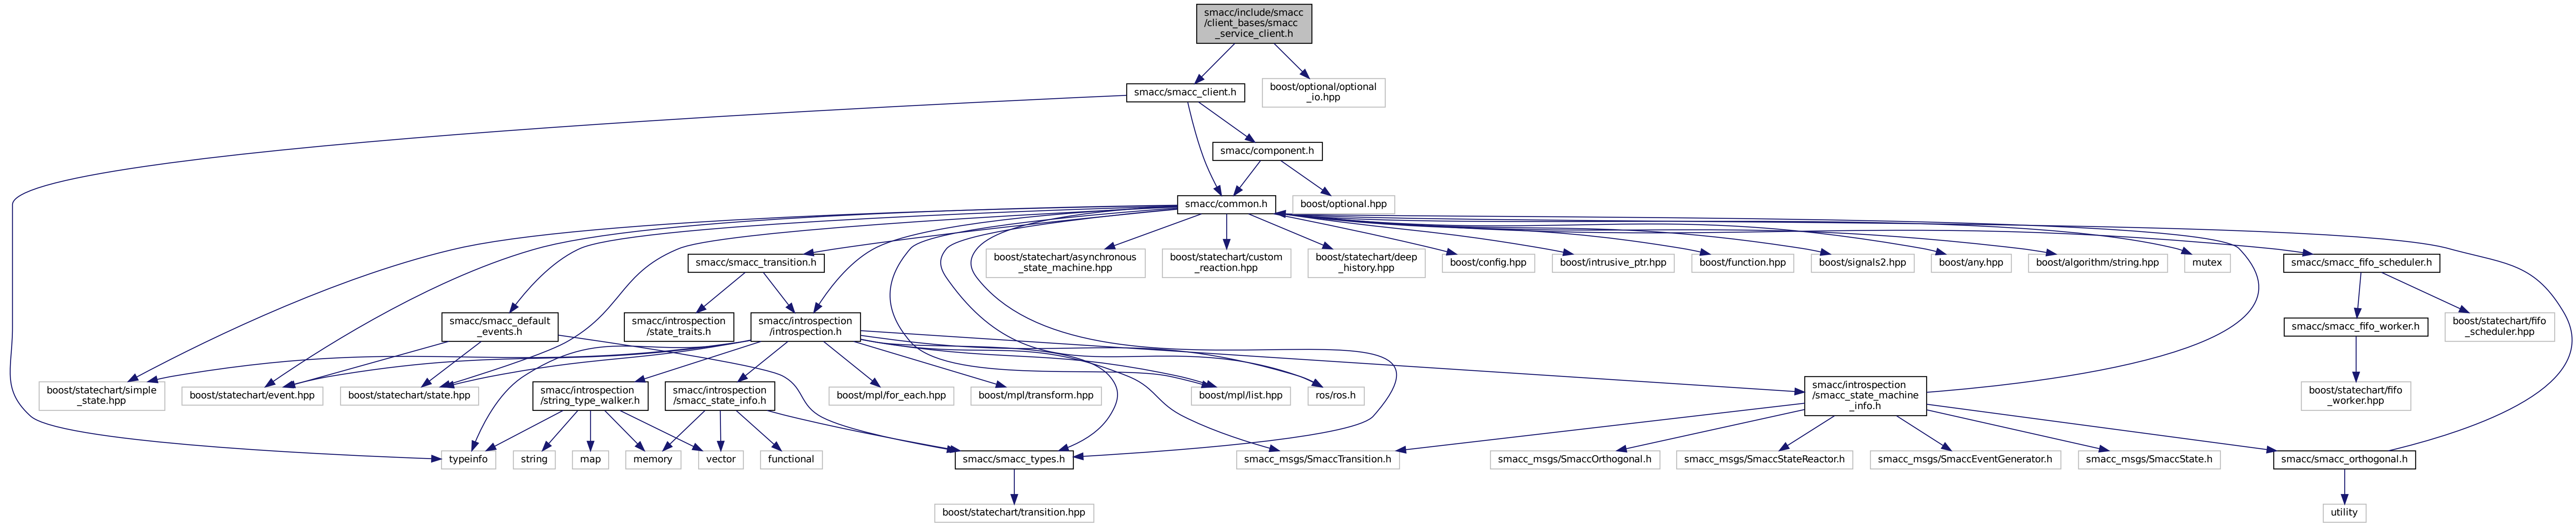 smacc/include/smacc
/client_bases/smacc
_service_client.h
smacc/smacc_client.h
boost/optional/optional
_io.hpp
smacc/component.h
smacc/common.h
boost/optional.hpp
smacc/smacc_transition.h
boost/statechart/asynchronous
_state_machine.hpp
boost/statechart/custom
_reaction.hpp
boost/statechart/deep
_history.hpp
boost/config.hpp
boost/intrusive_ptr.hpp
boost/function.hpp
boost/signals2.hpp
boost/any.hpp
boost/algorithm/string.hpp
mutex
smacc/smacc_fifo_scheduler.h
smacc/smacc_default
_events.h
smacc/introspection
/state_traits.h
smacc/introspection
/introspection.h
smacc/smacc_fifo_worker.h
boost/statechart/fifo
_scheduler.hpp
boost/statechart/simple
_state.hpp
boost/statechart/event.hpp
boost/statechart/state.hpp
smacc/introspection
/string_type_walker.h
smacc/introspection
/smacc_state_info.h
boost/mpl/for_each.hpp
boost/mpl/transform.hpp
boost/mpl/list.hpp
ros/ros.h
smacc/introspection
/smacc_state_machine
_info.h
boost/statechart/fifo
_worker.hpp
typeinfo
string
map
memory
vector
functional
smacc/smacc_types.h
smacc_msgs/SmaccTransition.h
smacc_msgs/SmaccOrthogonal.h
smacc_msgs/SmaccStateReactor.h
smacc_msgs/SmaccEventGenerator.h
smacc_msgs/SmaccState.h
smacc/smacc_orthogonal.h
boost/statechart/transition.hpp
utility